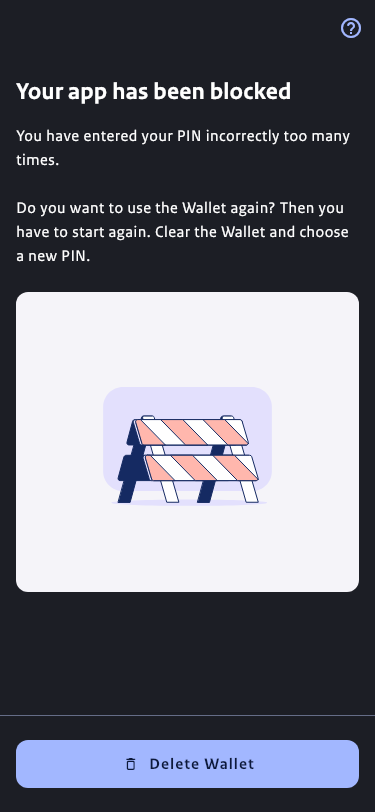 Your app has been blocked
You have entered your PIN incorrectly too many
times.
Do you want to use the Wallet again? Then you
have to start again. Clear the Wallet and choose
a new PIN.
Delete Wallet